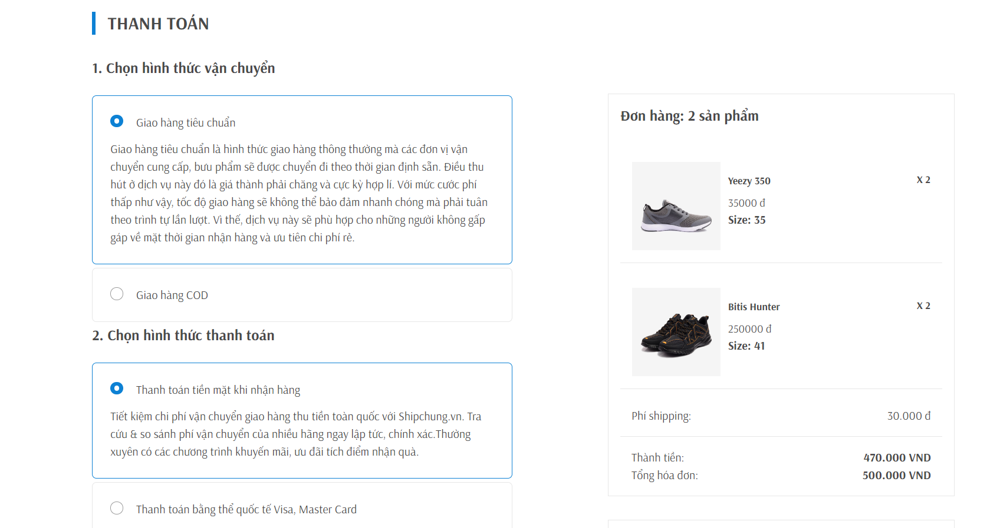 THANH TOÁN
1. Chọn hình thức vận chuyển
Giao hàng tiêu chuẩn
Giao hàng tiêu chuẩn là hình thức giao hàng thông thường mà các đơn vị vận
chuyển cung cấp, bưu phẩm sẽ được chuyển đi theo thời gian định sẵn. Điều thu
hút ở dịch vụ này đó là giá thành phải chăng và cực kỳ hợp lí. Với mức cước phí
thấp như vậy, tốc độ giao hàng sẽ không thể bảo đảm nhanh chóng mà phải tuân
theo trình tự lần lượt. Vì thế, dịch vụ này sẽ phù hợp cho những người không gấp
gáp về mặt thời gian nhận hàng và ưu tiên chi phí rẻ.
Giao hàng COD
2. Chọn hình thức thanh toán
Thanh toán tiền mặt khi nhận hàng
Tiết kiệm chi phí vận chuyển giao hàng thu tiền toàn quốc với Shipchung.vn. Tra
cứu & so sánh phí vận chuyển của nhiều hãng ngay lập tức, chính xác.Thường
xuyên có các chương trình khuyến mãi, ưu đãi tích điểm nhận quà.
Thanh toán bằng thể quốc tế Visa, Master Card
Đơn hàng: 2 sản phẩm
Yeezy 350
X 2
35000 đ
Size: 35
Bitis Hunter
X 2
250000 đ
Size: 41
Phí shipping: 30.000 đ
Thành tiền: 470.000 VND
Tổng hóa đơn: 500.000 VND